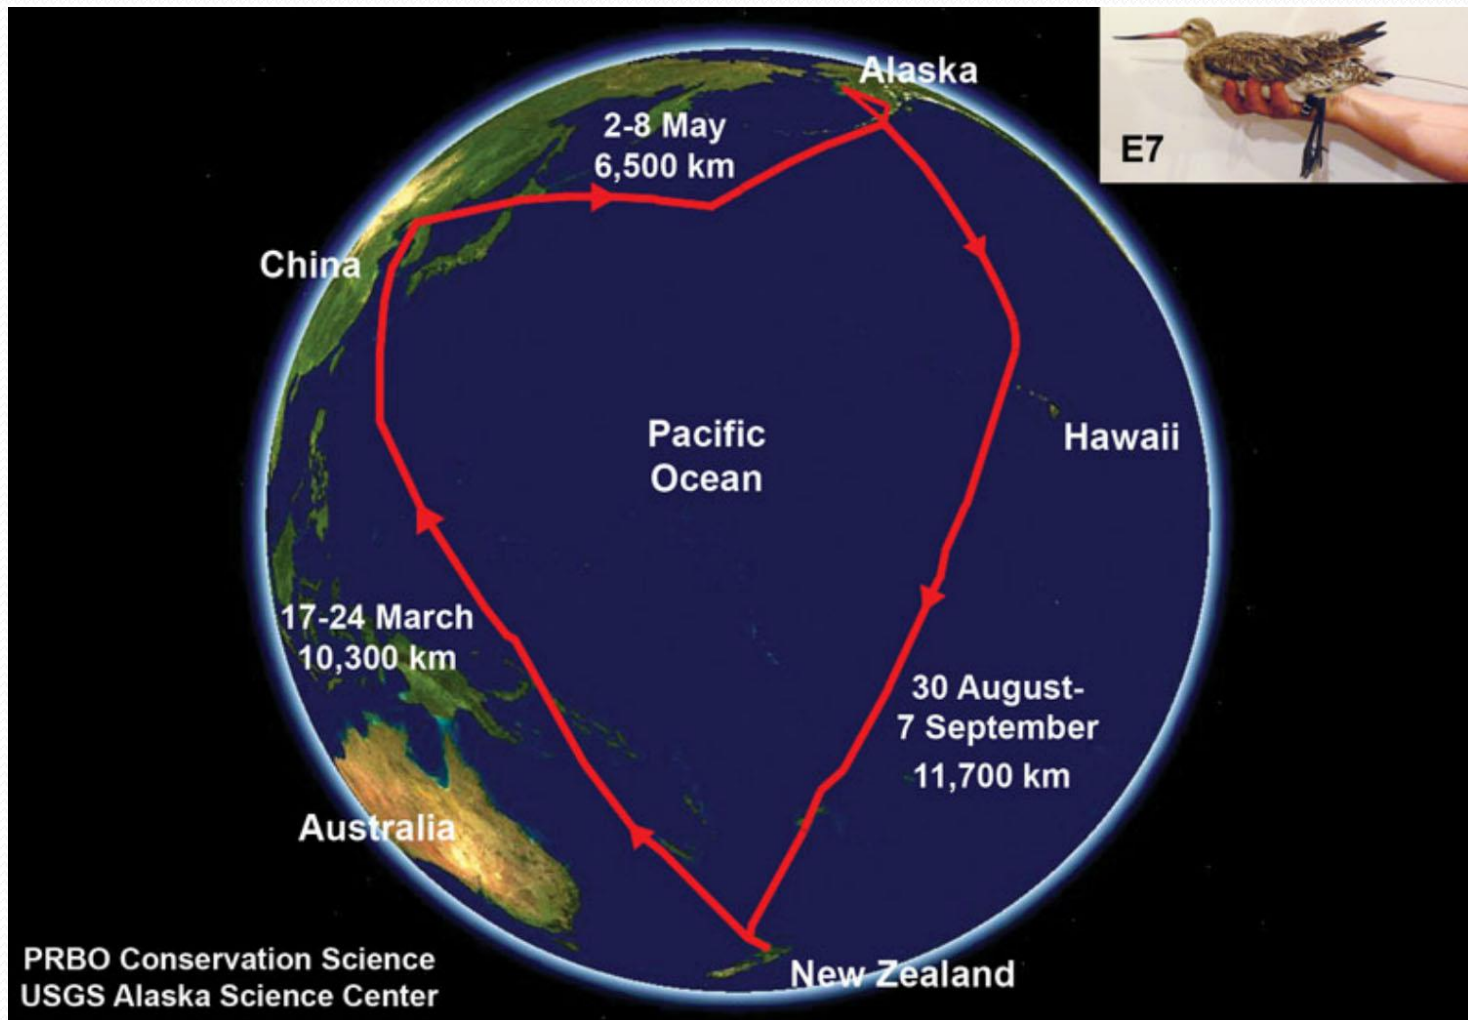 Alaska
E7
2-8 May
6,500 km
China
Hawaii
Pacific
Ocean
17-24 March
10,300 km
30 August-
7 September
11,700 km
Australia
New Zealand
PRBO Conservation Science
USGS Alaska Science Center